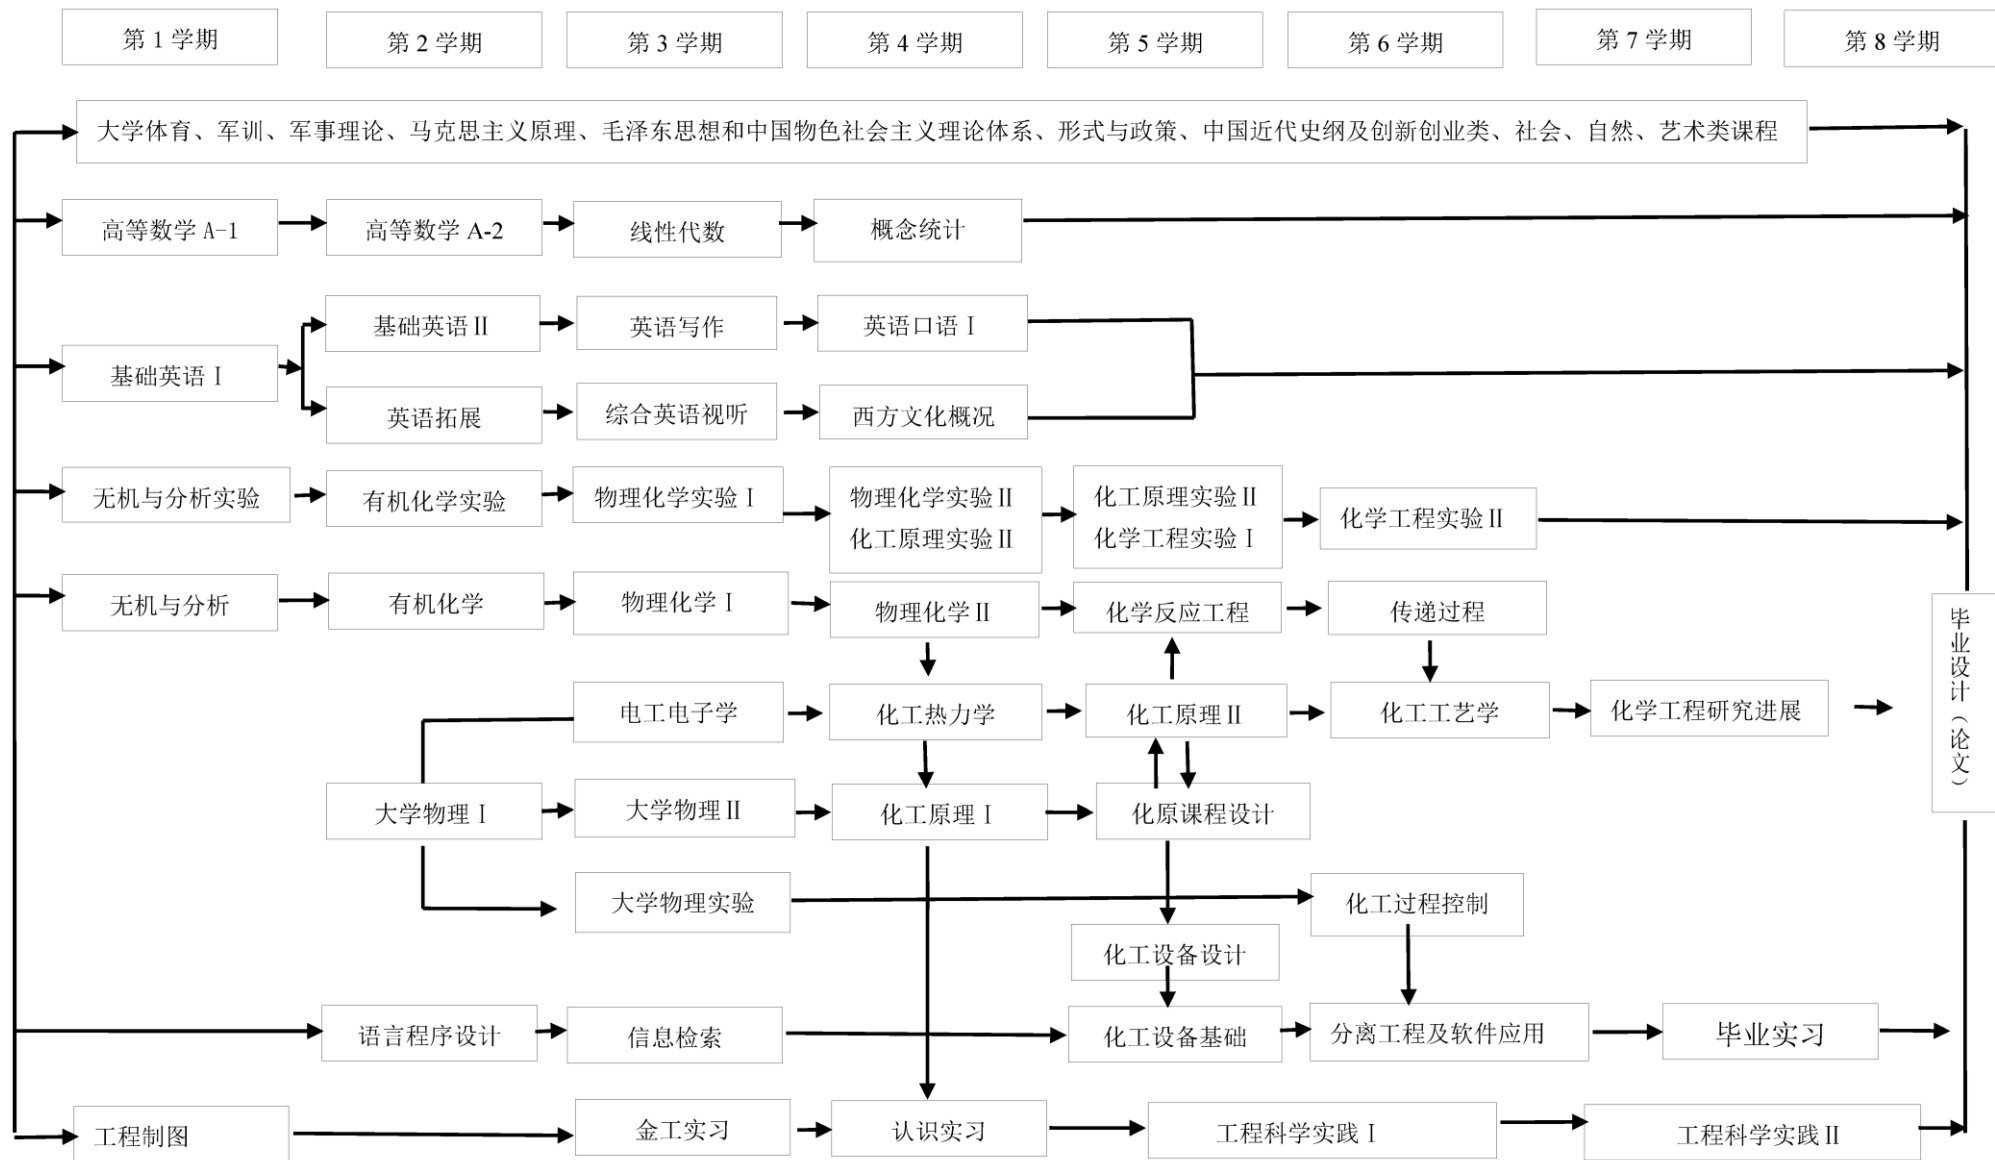 第 1 学期
第 2 学期
第 3 学期
第 4 学期
第 5 学期
第 6 学期
第 7 学期
第 8 学期
大学体育、军训、军事理论、马克思主义原理、毛泽东思想和中国物色社会主义理论体系、形式与政策、中国近代史纲及创新创业类、社会、自然、艺术类课程
高等数学 A-1
高等数学 A-2
线性代数
概念统计
基础英语 Ⅰ
基础英语 Ⅱ
英语写作
英语口语 Ⅰ
英语拓展
综合英语视听
西方文化概况
无机与分析实验
有机化学实验
物理化学实验 Ⅰ
物理化学实验 Ⅱ
化工原理实验 Ⅱ
化工原理实验 Ⅱ
化学工程实验 Ⅰ
化学工程实验 Ⅱ
无机与分析
有机化学
物理化学 Ⅰ
物理化学 Ⅱ
化学反应工程
传递过程
毕业设计（论文）
电工电子学
化工热力学
化工原理 Ⅱ
化工工艺学
化学工程研究进展
大学物理 Ⅰ
大学物理 Ⅱ
化工原理 Ⅰ
化原课程设计
大学物理实验
化工过程控制
化工设备设计
语言程序设计
信息检索
化工设备基础
分离工程及软件应用
毕业实习
工程制图
金工实习
认识实习
工程科学实践 Ⅰ
工程科学实践 Ⅱ